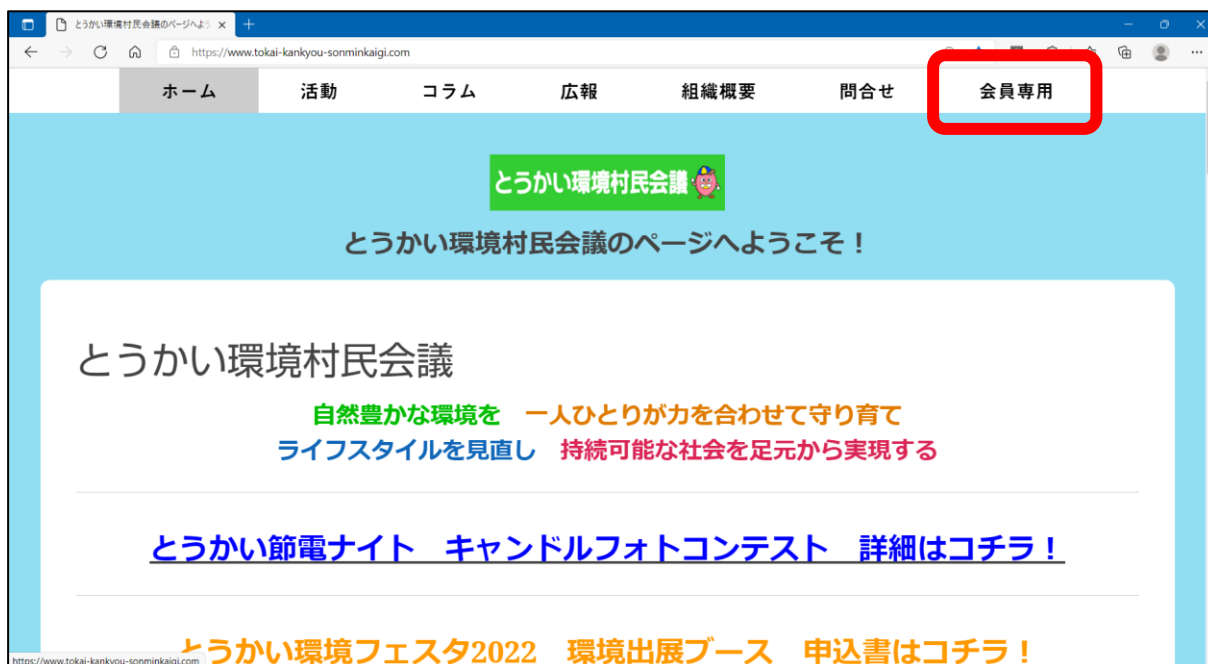 とうかい環境村民会議のページへよう
https://www.tokai-kankyou-sonminkaigi.com
ホーム 活動 コラム 広報 組織概要 問合せ 会員専用
とうかい環境村民会議
とうかい環境村民会議のページへようこそ！
とうかい環境村民会議
自然豊かな環境を 一人ひとりが力を合わせて守り育て
ライフスタイルを見直し 持続可能な社会を足元から実現する
とうかい節電ナイト キャンドルフォトコンテスト 詳細はコチラ！
とうかい環境フェスタ2022 環境出展ブース 申込書はコチラ！
https://www.tokai-kankyou-sonminkaigi.com